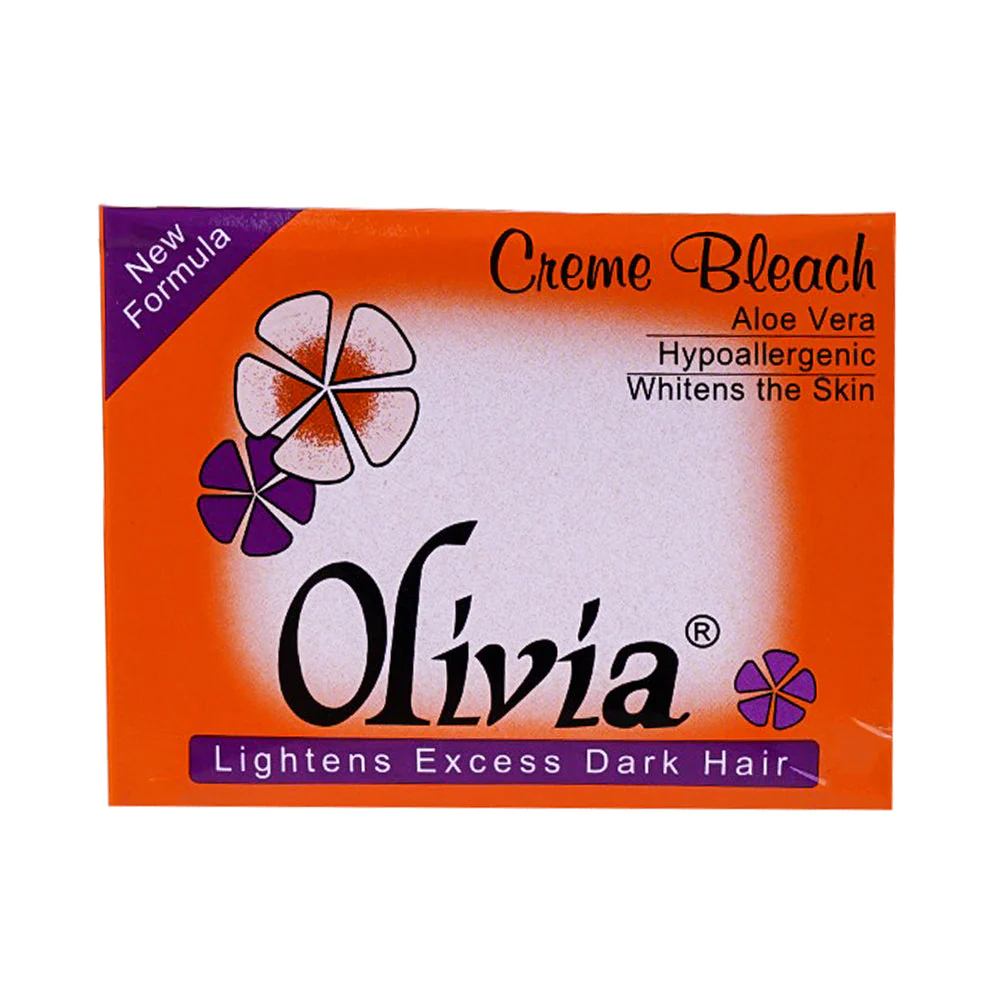 New
Formula
Creme Bleach
Aloe Vera
Hypoallergenic
Whitens the Skin
Olivia®
Lightens Excess Dark Hair